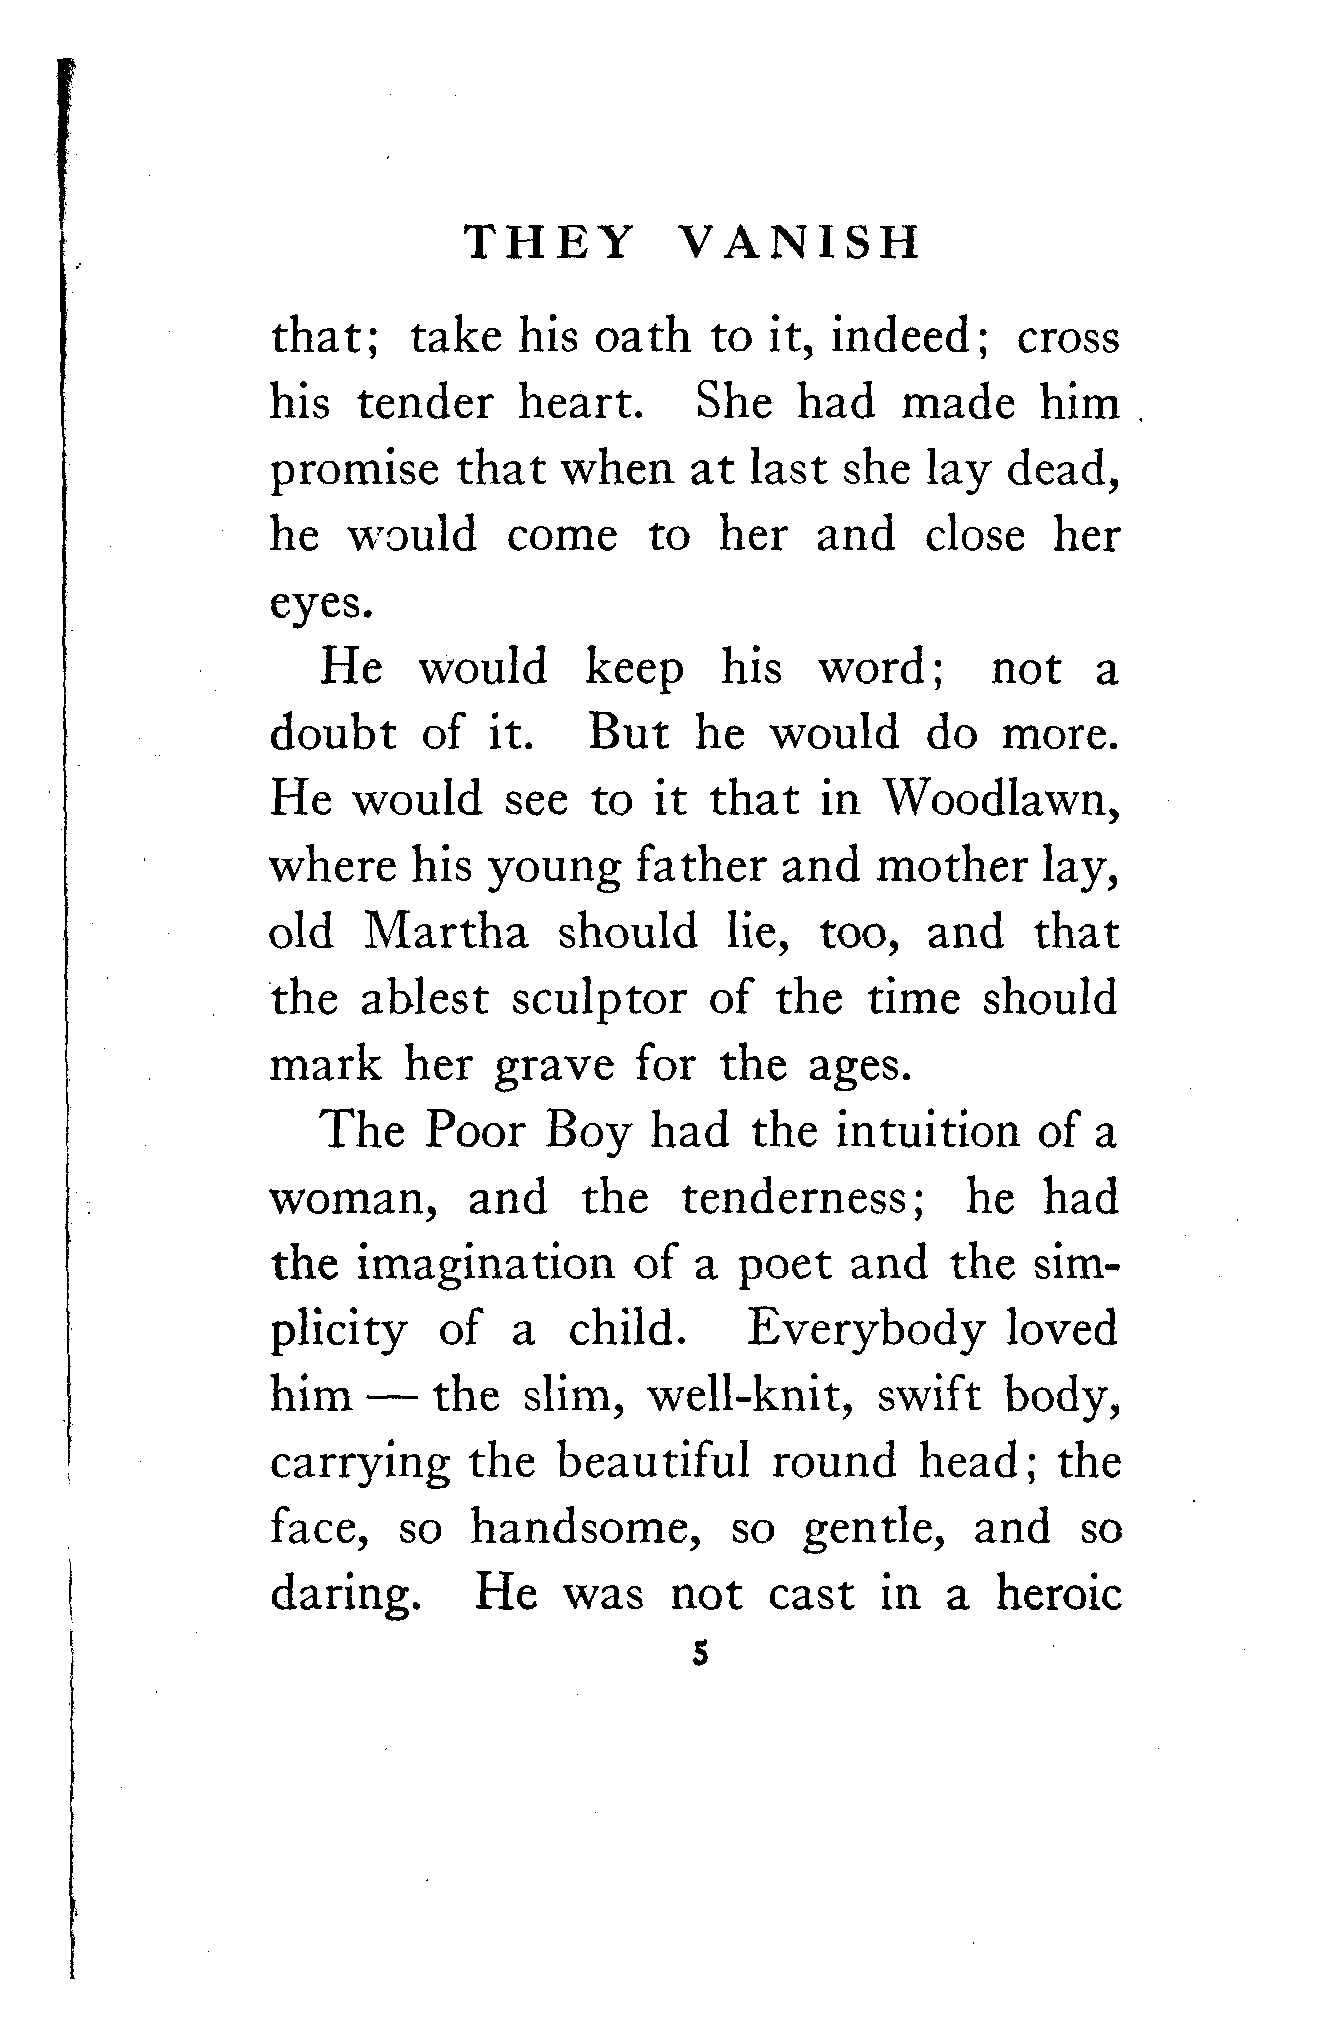 THEY VANISH
that; take his oath to it, indeed; cross
his tender heart. She had made him
promise that when at last she lay dead,
he would come to her and close her
eyes.
He would keep his word; not a
doubt of it. But he would do more.
He would see to it that in Woodlawn,
where his young father and mother lay,
old Martha should lie, too, and that
the ablest sculptor of the time should
mark her grave for the ages.
The Poor Boy had the intuition of a
woman, and the tenderness; he had
the imagination of a poet and the sim-
plicity of a child. Everybody loved
him — the slim, well-knit, swift body,
carrying the beautiful round head; the
face, so handsome, so gentle, and so
daring. He was not cast in a heroic
5